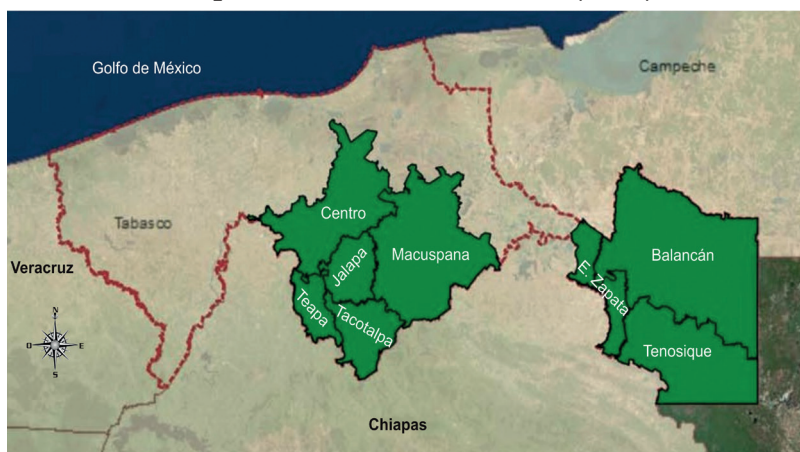 Golfo de México
Campeche
Tabasco
Centro
Veracruz
Jalapa
Macuspana
Balancán
E. Zapata
Teapa
Tacotalpa
N
O
E
S
Tenosique
Chiapas